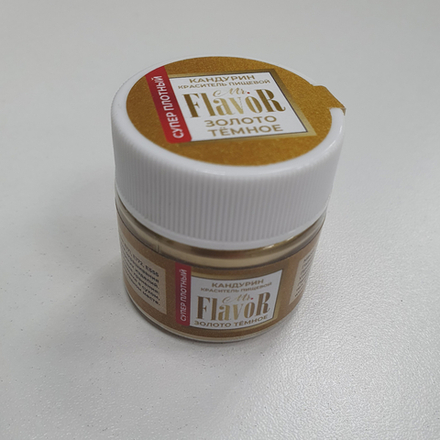 СУПЕР ПЛОТНЫЙ
КАНДУРИН
КРАСИТЕЛЬ ПИЩЕВОЙ
Mr.
FlavoR
ЗОЛОТО
ТЁМНОЕ
СУПЕР ПЛОТНЫЙ
КАНДУРИН
КРАСИТЕЛЬ ПИЩЕВОЙ
Mr.
FlavoR
ЗОЛОТО ТЁМНОЕ